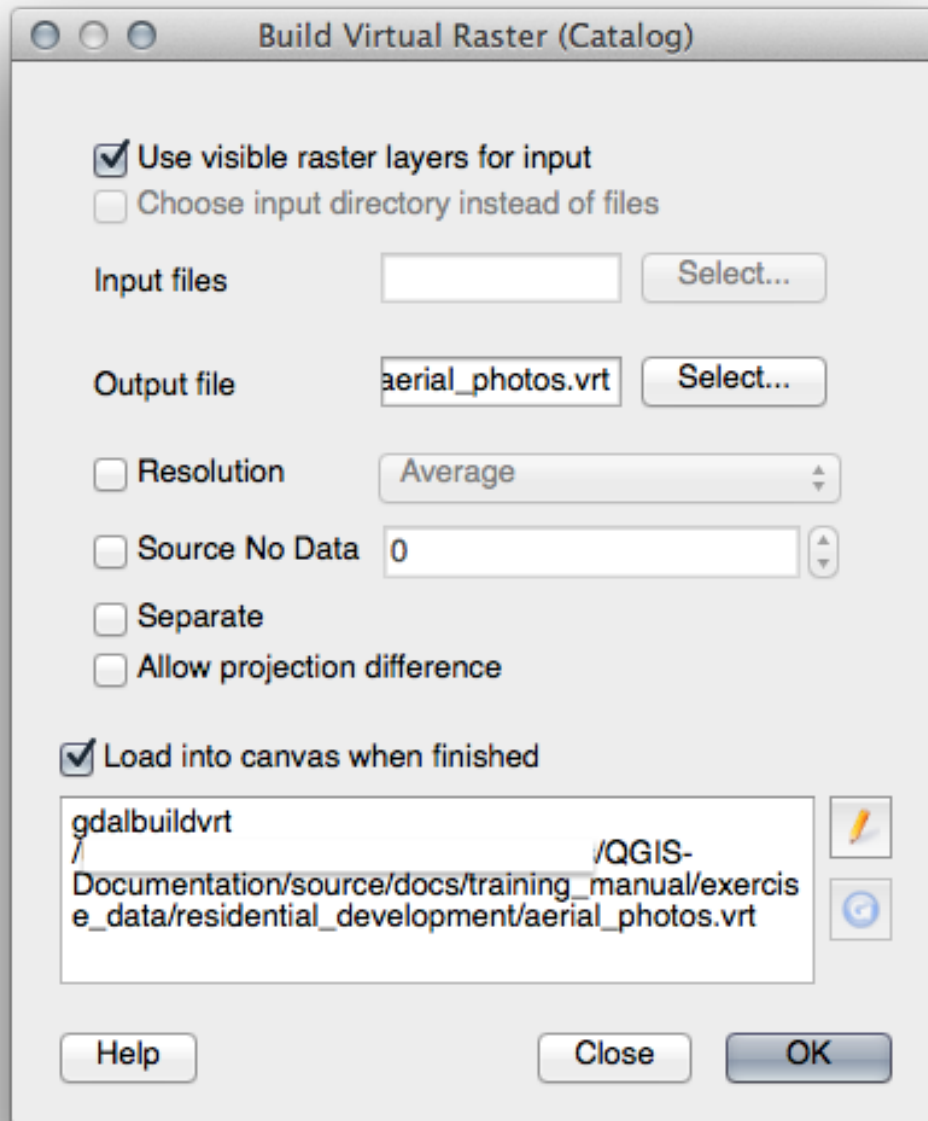 Build Virtual Raster (Catalog)
Use visible raster layers for input
Choose input directory instead of files
Input files Select...
Output file aerial_photos.vrt Select...
Resolution Average
Source No Data 0
Separate
Allow projection difference
Load into canvas when finished
gdalbuildvrt
/ /QGIS-
Documentation/source/docs/training_manual/exercis
e_data/residential_development/aerial_photos.vrt
Help Close OK